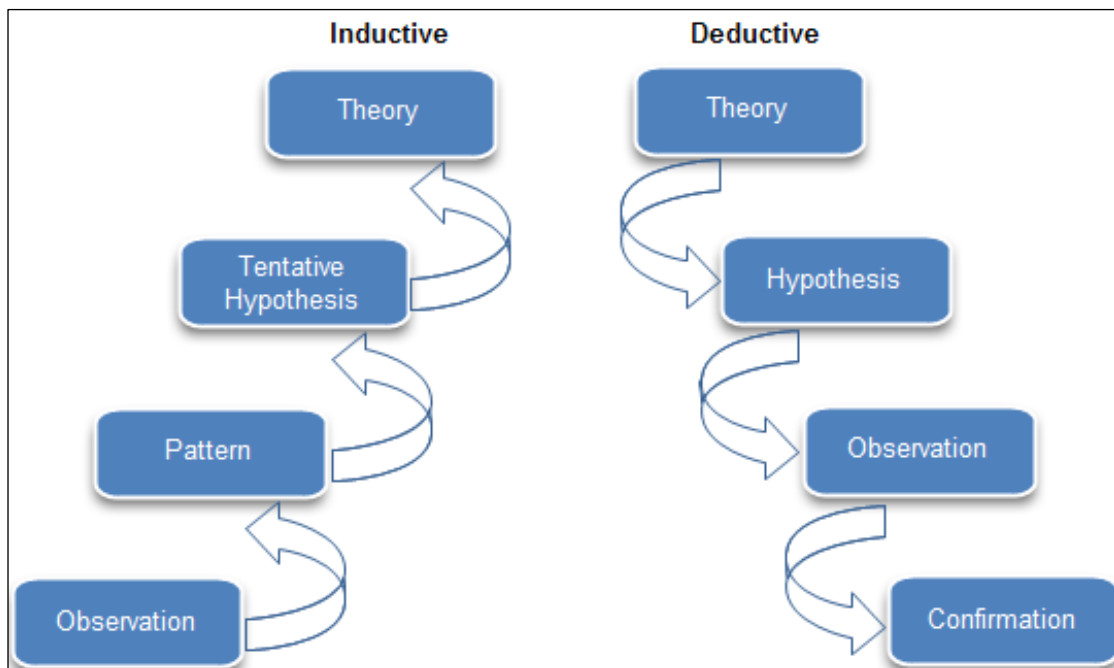 Inductive
Deductive
Theory
Theory
Tentative
Hypothesis
Hypothesis
Pattern
Observation
Observation
Confirmation